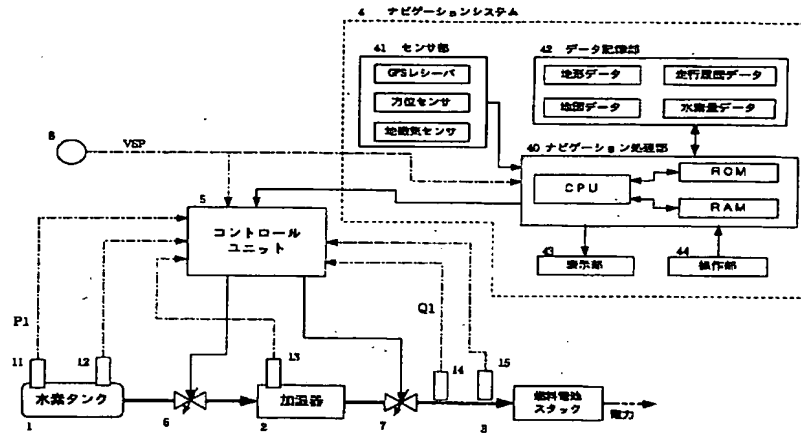 4 ナビゲーションシステム
41 センサ部
GPSレシーバ
方位センサ
地磁気センサ
42 データ記憶部
地形データ
走行履歴データ
地図データ
水素量データ
8
VSP
40 ナビゲーション処理部
CPU
ROM
RAM
5
コントロール
ユニット
43
表示部
44
操作部
P1
Q1
11
12
13
14
15
水素タンク
加温器
燃料電池
スタック
電力
1
6
2
7
3